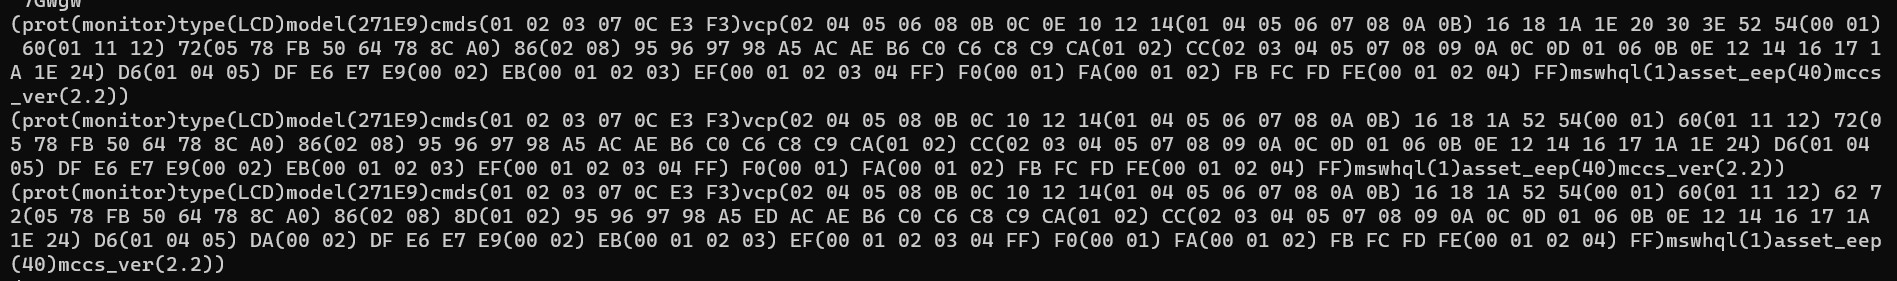 (prot(monitor)type(LCD)model(271E9)cmds(01 02 03 07 0C E3 F3)vcp(02 04 05 06 08 0B 0C 0E 10 12 14(01 04 05 06 07 08 0A 0B) 16 18 1A 1E 20 30 3E 52 54(00 01)
 60(01 11 12) 72(05 78 FB 50 64 78 8C A0) 86(02 08) 95 96 97 98 A5 AC AE B6 C0 C6 C8 C9 CA(01 02) CC(02 03 04 05 07 08 09 0A 0C 0D 01 06 0B 0E 12 14 16 17 1
A 1E 24) D6(01 04 05) DF E6 E7 E9(00 02) EB(00 01 02 03) EF(00 01 02 03 04 FF) F0(00 01) FA(00 01 02) FB FC FD FE(00 01 02 04) FF)mswhql(1)asset_eep(40)mccs
_ver(2.2))
(prot(monitor)type(LCD)model(271E9)cmds(01 02 03 07 0C E3 F3)vcp(02 04 05 08 0B 0C 10 12 14(01 04 05 06 07 08 0A 0B) 16 18 1A 52 54(00 01) 60(01 11 12) 72(0
5 78 FB 50 64 78 8C A0) 86(02 08) 95 96 97 98 A5 AC AE B6 C0 C6 C8 C9 CA(01 02) CC(02 03 04 05 07 08 09 0A 0C 0D 01 06 0B 0E 12 14 16 17 1A 1E 24) D6(01 04
05) DF E6 E7 E9(00 02) EB(00 01 02 03) EF(00 01 02 03 04 FF) F0(00 01) FA(00 01 02) FB FC FD FE(00 01 02 04) FF)mswhql(1)asset_eep(40)mccs_ver(2.2))
(prot(monitor)type(LCD)model(271E9)cmds(01 02 03 07 0C E3 F3)vcp(02 04 05 08 0B 0C 10 12 14(01 04 05 06 07 08 0A 0B) 16 18 1A 52 54(00 01) 60(01 11 12) 62 7
2(05 78 FB 50 64 78 8C A0) 86(02 08) 8D(01 02) 95 96 97 98 A5 ED AC AE B6 C0 C6 C8 C9 CA(01 02) CC(02 03 04 05 07 08 09 0A 0C 0D 01 06 0B 0E 12 14 16 17 1A
1E 24) D6(01 04 05) DA(00 02) DF E6 E7 E9(00 02) EB(00 01 02 03) EF(00 01 02 03 04 FF) F0(00 01) FA(00 01 02) FB FC FD FE(00 01 02 04) FF)mswhql(1)asset_eep
(40)mccs_ver(2.2))